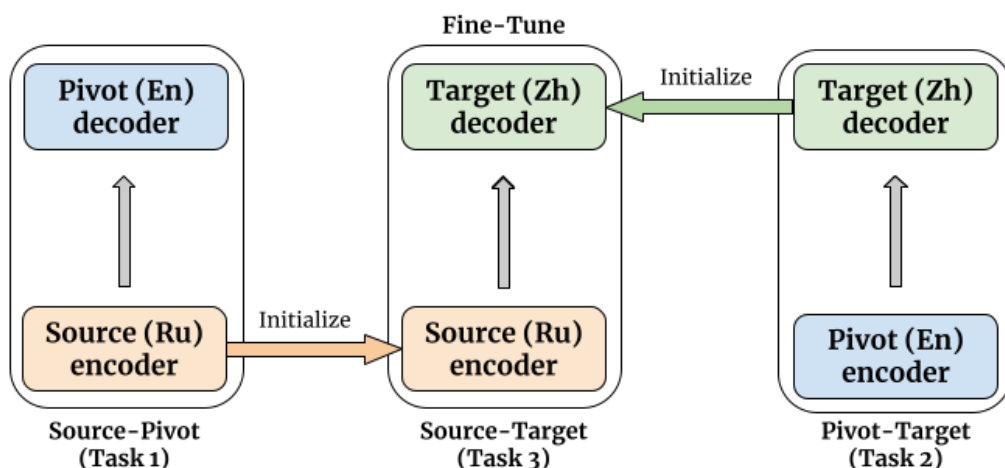 Fine-Tune
Pivot (En)
decoder
Target (Zh)
decoder
Initialize
Target (Zh)
decoder
Source (Ru)
encoder
Initialize
Source (Ru)
encoder
Pivot (En)
encoder
Source-Pivot
(Task 1)
Source-Target
(Task 3)
Pivot-Target
(Task 2)